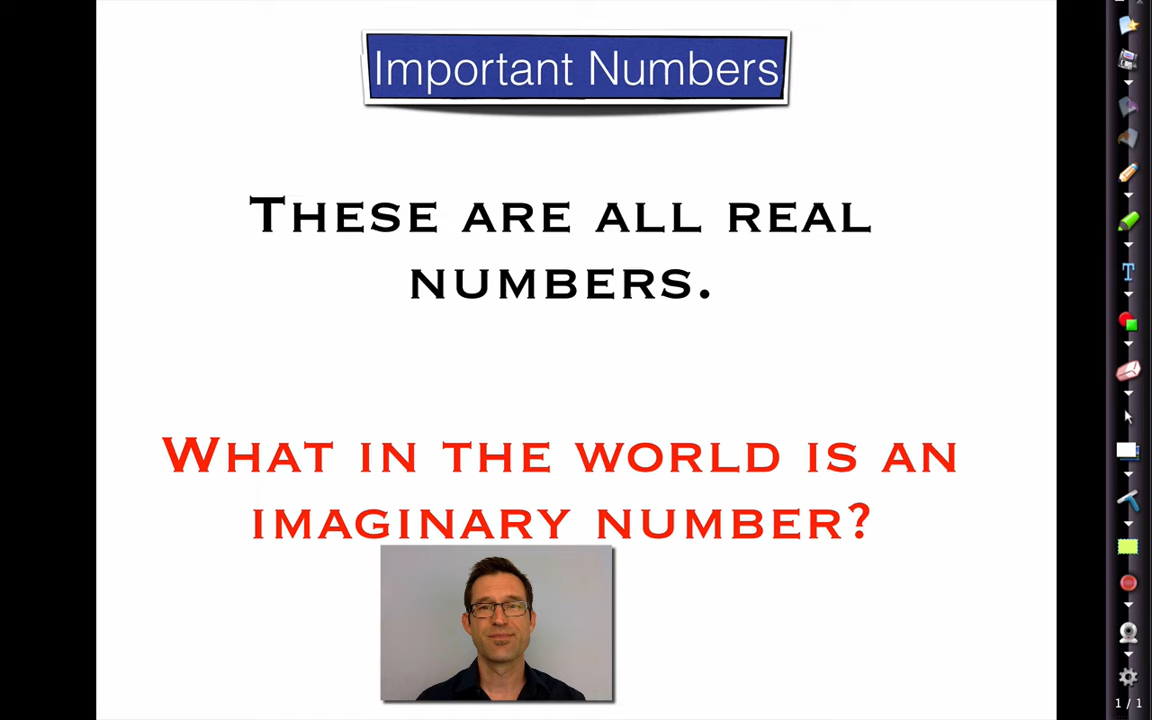 Important Numbers
These are all real
numbers.
What in the world is an
imaginary number?
T
1/1